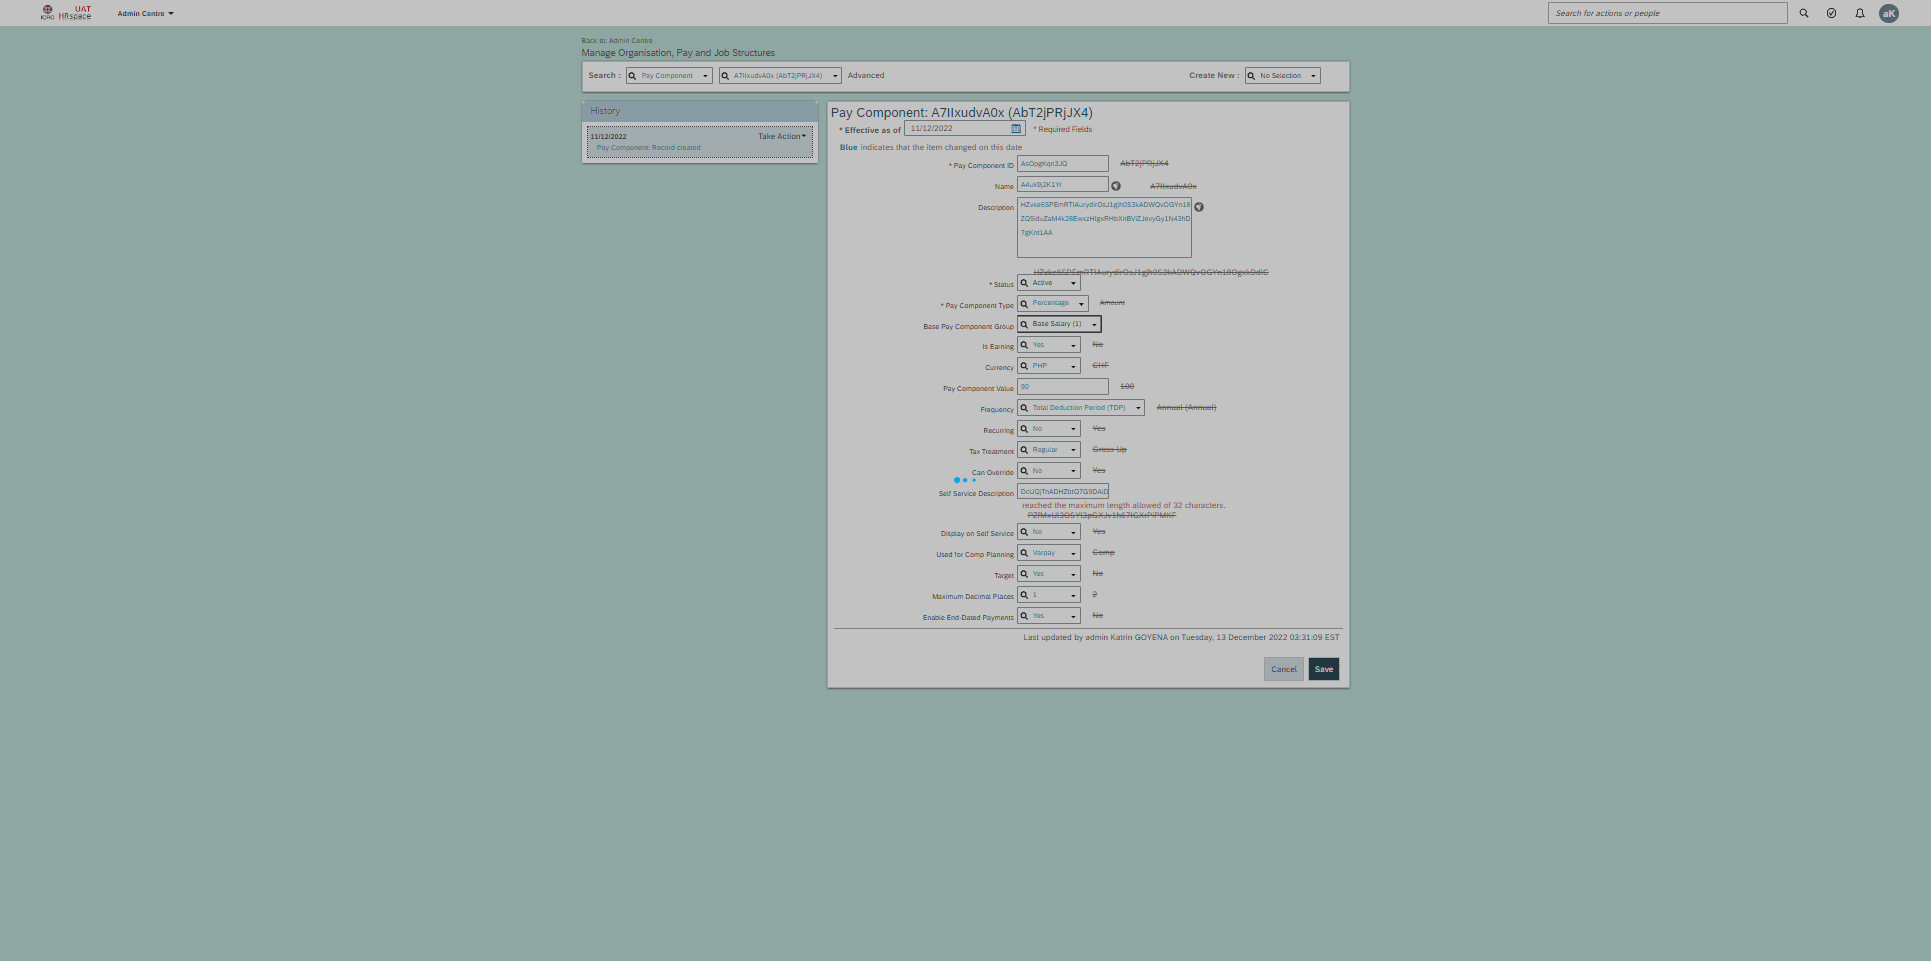 ICRC
UAT
HRspace
Admin Centre
Search for actions or people
aK
Back to: Admin Centre
Manage Organisation, Pay and Job Structures
Search : Pay Component A7IIxudvA0x (AbT2jPRjJX4) Advanced Create New : No Selection
History
11/12/2022 Take Action
Pay Component: Record created
Pay Component: A7IIxudvA0x (AbT2jPRjJX4)
* Effective as of 11/12/2022 * Required Fields
Blue indicates that the item changed on this date
* Pay Component ID AsOpgKqn3JQ AbT2jPRjJX4
Name A4uk9j2K1Yr A7IIxudvA0x
Description
7gKnt1AA
* Status Active
* Pay Component Type Percentage Amount
Base Pay Component Group Base Salary (1)
Is Earning Yes No
Currency PHP CHF
Pay Component Value 90 100
Frequency Total Deduction Period (TDP) Annual (Annual)
Recurring No Yes
Tax Treatment Regular Gross-Up
Can Override No Yes
Self Service Description DcUQjTnADHZbtQ7G9DAID
reached the maximum length allowed of 32 characters.
Display on Self Service No Yes
Used for Comp Planning Varpay Comp
Target Yes No
Maximum Decimal Places 1 2
Enable End-Dated Payments Yes No
Last updated by admin Katrin GOYENA on Tuesday, 13 December 2022 03:31:09 EST
Cancel Save